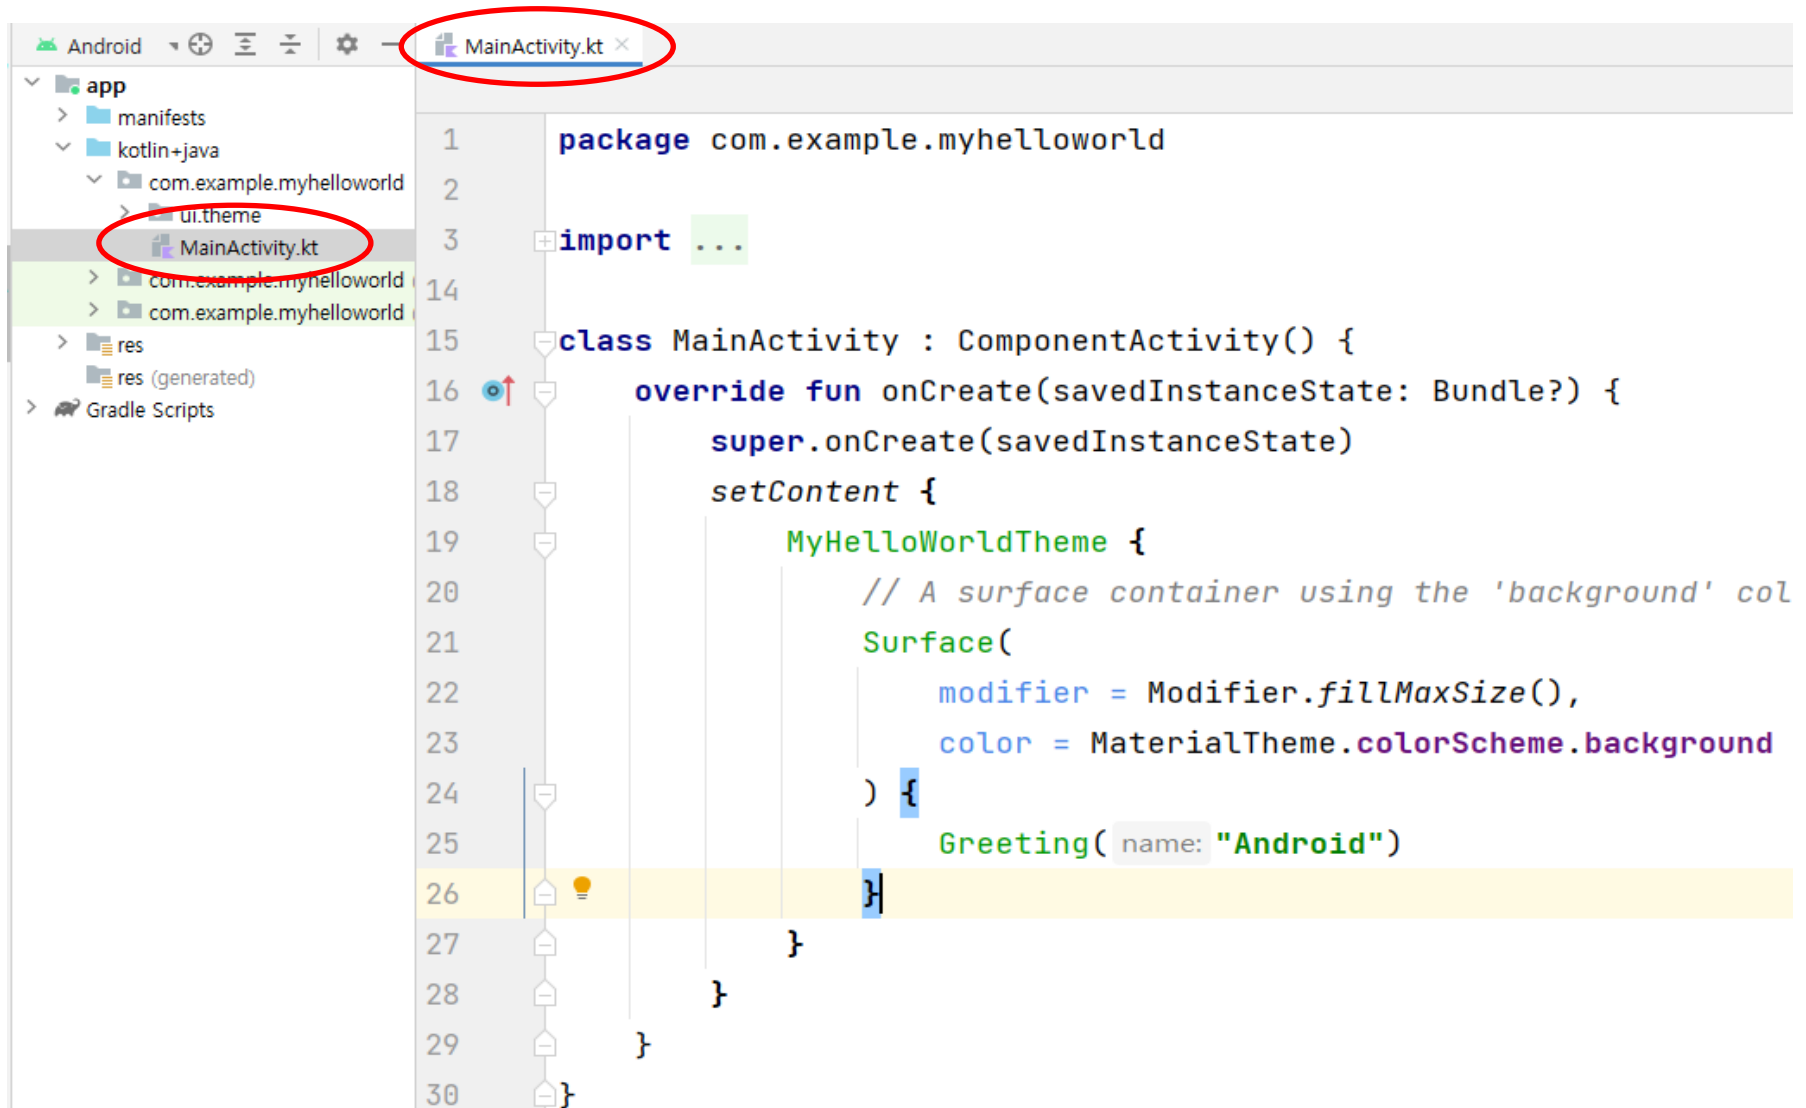 Android
MainActivity.kt
app
manifests
kotlin+java
com.example.myhelloworld
ui.theme
MainActivity.kt
com.example.myhelloworld (
com.example.myhelloworld (
res
res (generated)
Gradle Scripts
1 package com.example.myhelloworld
2
3 import ...
14
15 class MainActivity : ComponentActivity() {
16 override fun onCreate(savedInstanceState: Bundle?) {
17 super.onCreate(savedInstanceState)
18 setContent {
19 MyHelloWorldTheme {
20 // A surface container using the 'background' col
21 Surface(
22 modifier = Modifier.fillMaxSize(),
23 color = MaterialTheme.colorScheme.background
24 ) {
25 Greeting( name: "Android")
26 }
27 }
28 }
29 }
30 }